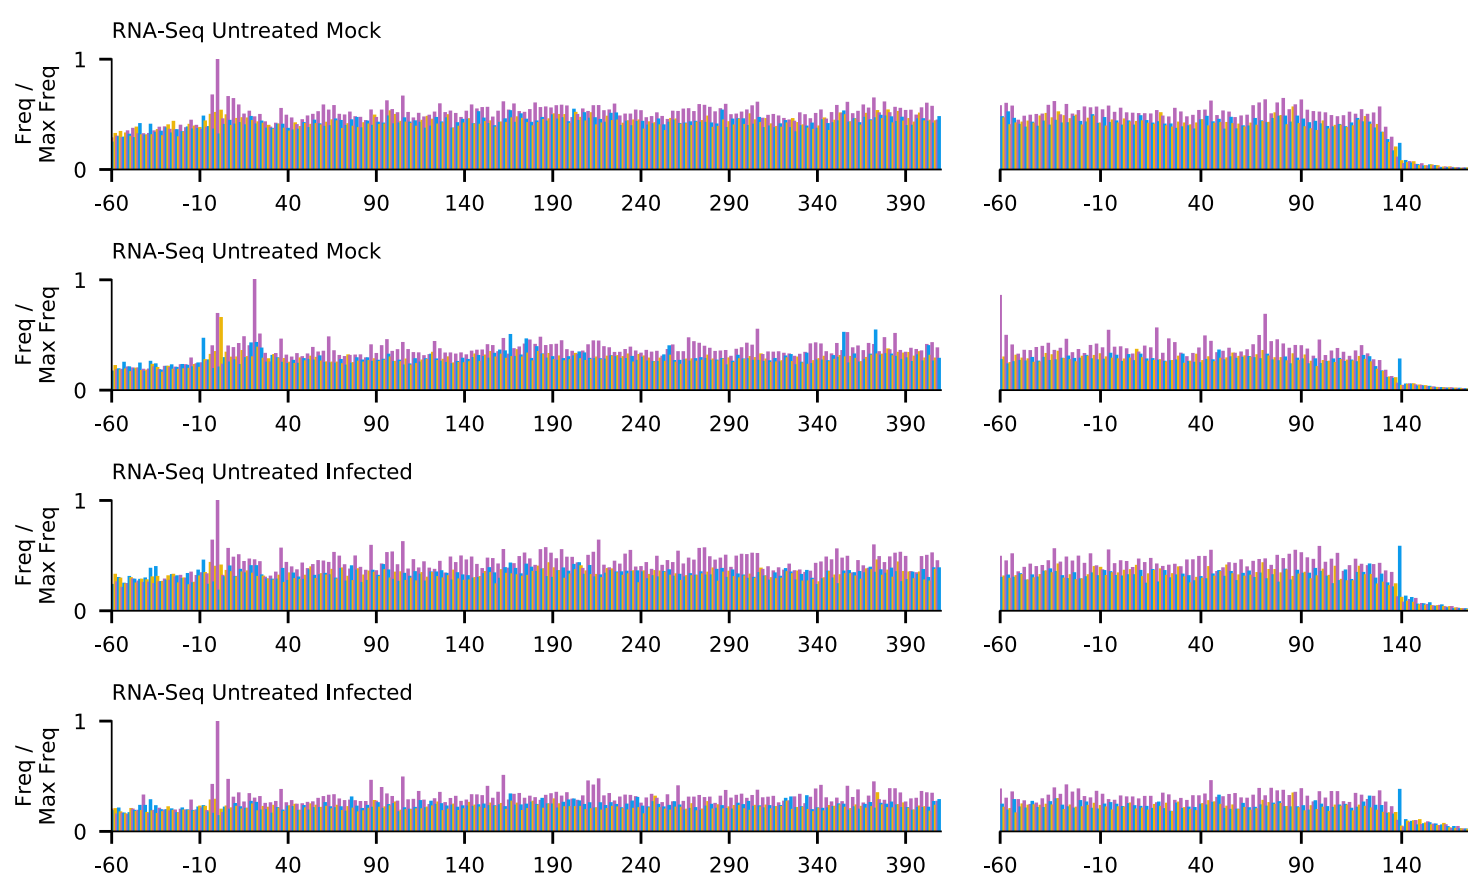 RNA-Seq Untreated Mock
Freq /
Max Freq
1
0
-60 -10 40 90 140 190 240 290 340 390 -60 -10 40 90 140
RNA-Seq Untreated Mock
Freq /
Max Freq
1
0
-60 -10 40 90 140 190 240 290 340 390 -60 -10 40 90 140
RNA-Seq Untreated Infected
Freq /
Max Freq
1
0
-60 -10 40 90 140 190 240 290 340 390 -60 -10 40 90 140
RNA-Seq Untreated Infected
Freq /
Max Freq
1
0
-60 -10 40 90 140 190 240 290 340 390 -60 -10 40 90 140